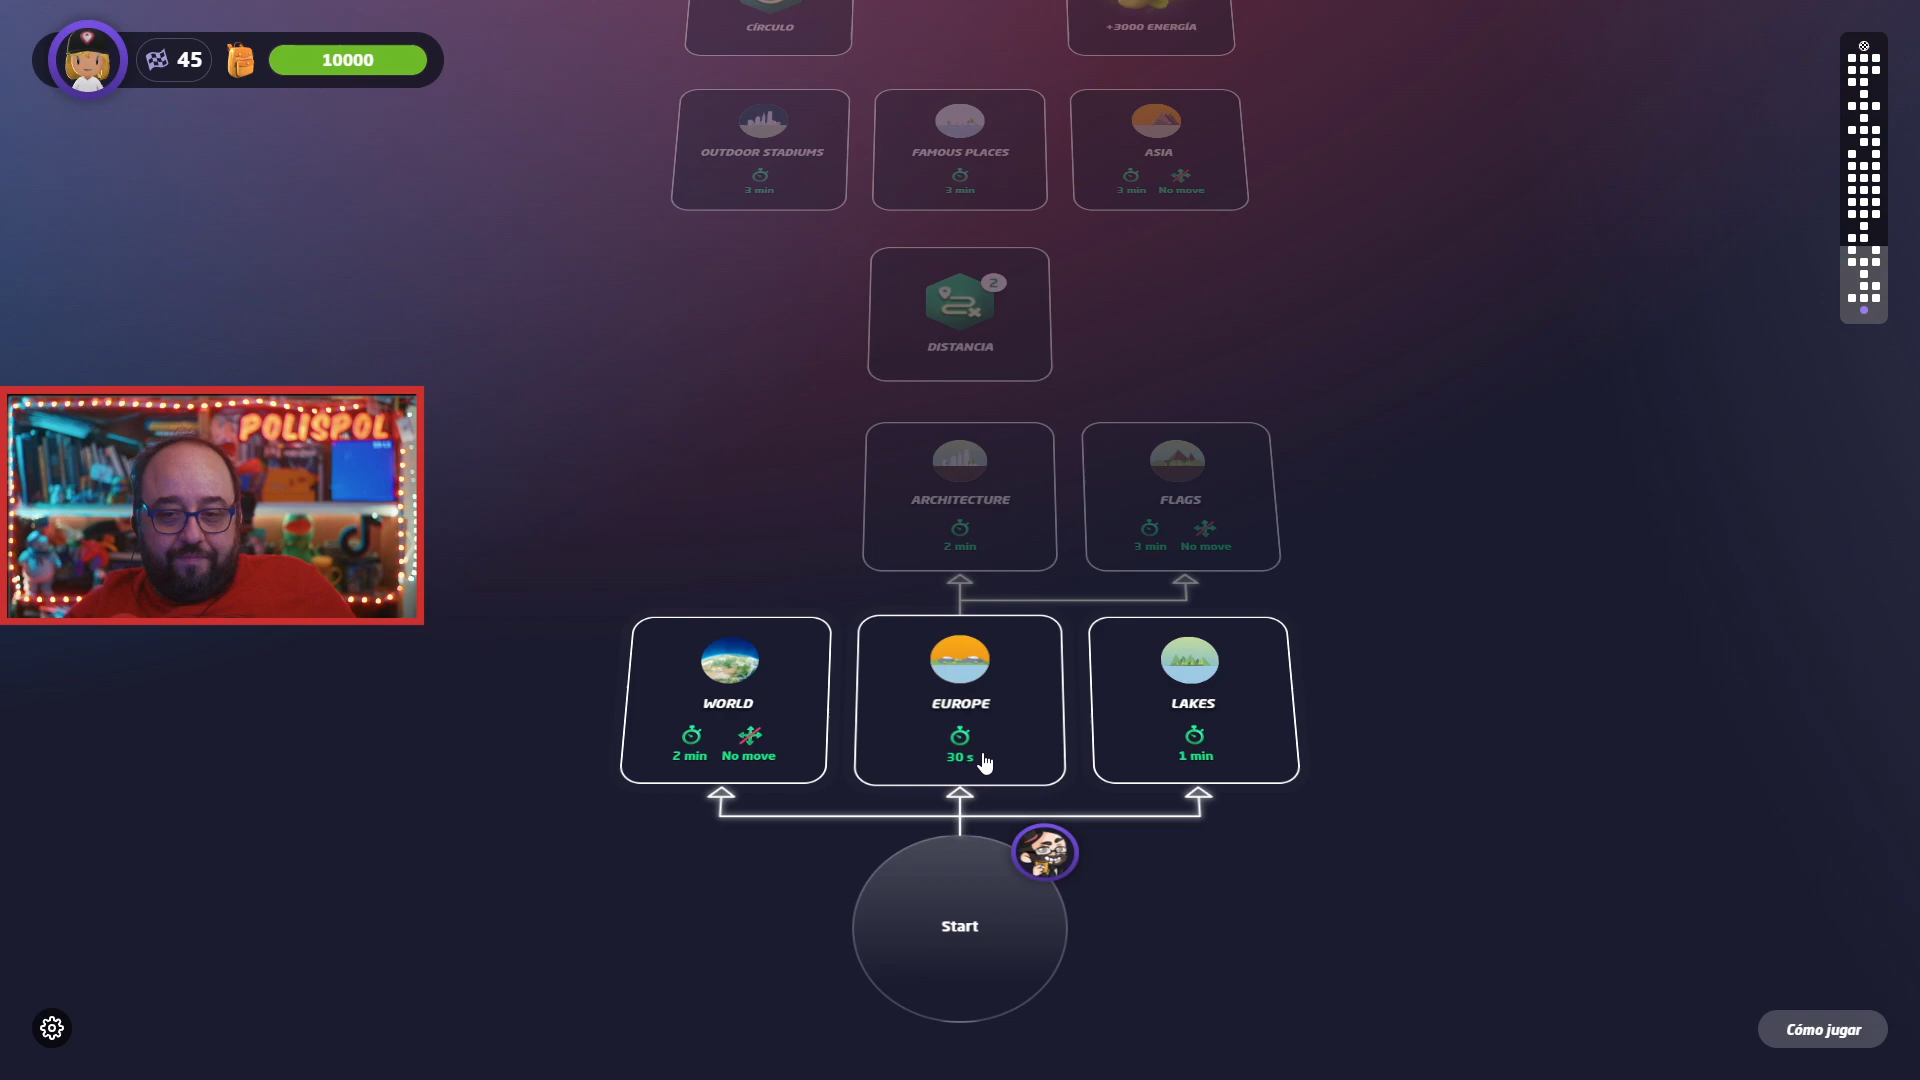 CÍRCULO
+3000 ENERGÍA
45
10000
OUTDOOR STADIUMS
3 min
FAMOUS PLACES
3 min
ASIA
3 min
No move
2
DISTANCIA
POLISPOL
ARCHITECTURE
2 min
FLAGS
3 min
No move
WORLD
2 min
No move
EUROPE
30 s
LAKES
1 min
Start
Cómo jugar